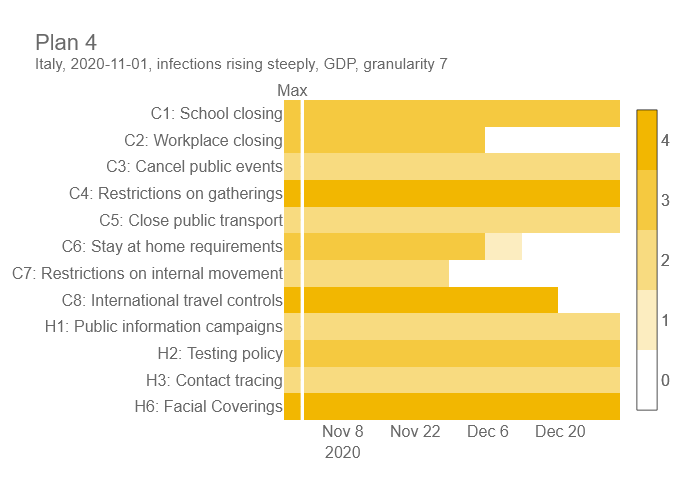 Plan 4
Italy, 2020-11-01, infections rising steeply, GDP, granularity 7
Max
C1: School closing
C2: Workplace closing
C3: Cancel public events
C4: Restrictions on gatherings
C5: Close public transport
C6: Stay at home requirements
C7: Restrictions on internal movement
C8: International travel controls
H1: Public information campaigns
H2: Testing policy
H3: Contact tracing
H6: Facial Coverings
Nov 8 Nov 22 Dec 6 Dec 20
2020
4
3
2
1
0